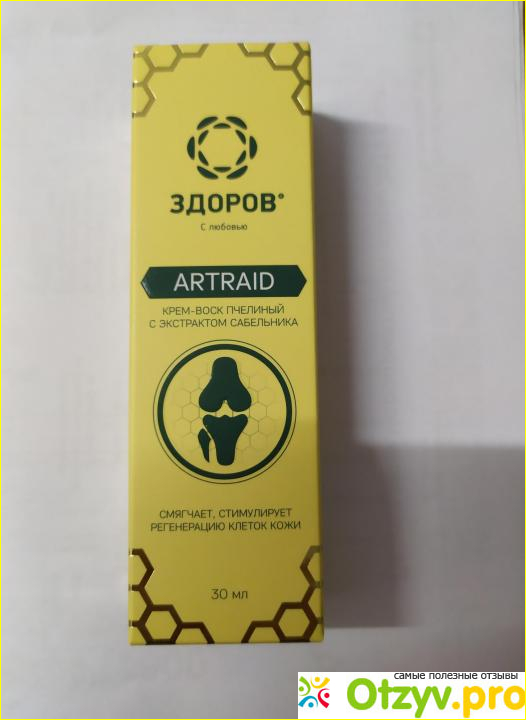 ЗДОРОВ®
С любовью
ARTRAID
КРЕМ-ВОСК ПЧЕЛИНЫЙ
С ЭКСТРАКТОМ САБЕЛЬНИКА
СМЯГЧАЕТ, СТИМУЛИРУЕТ
РЕГЕНЕРАЦИЮ КЛЕТОК КОЖИ
30 мл
самые полезные отзывы
Otzyv.pro